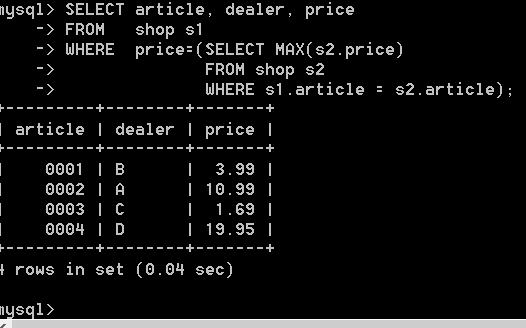 mysql> SELECT article, dealer, price
    -> FROM   shop s1
    -> WHERE  price=(SELECT MAX(s2.price)
    ->               FROM shop s2
    ->               WHERE s1.article = s2.article);
+---------+--------+-------+
| article | dealer | price |
+---------+--------+-------+
|    0001 | B      |  3.99 |
|    0002 | A      | 10.99 |
|    0003 | C      |  1.69 |
|    0004 | D      | 19.95 |
+---------+--------+-------+
4 rows in set (0.04 sec)
mysql>